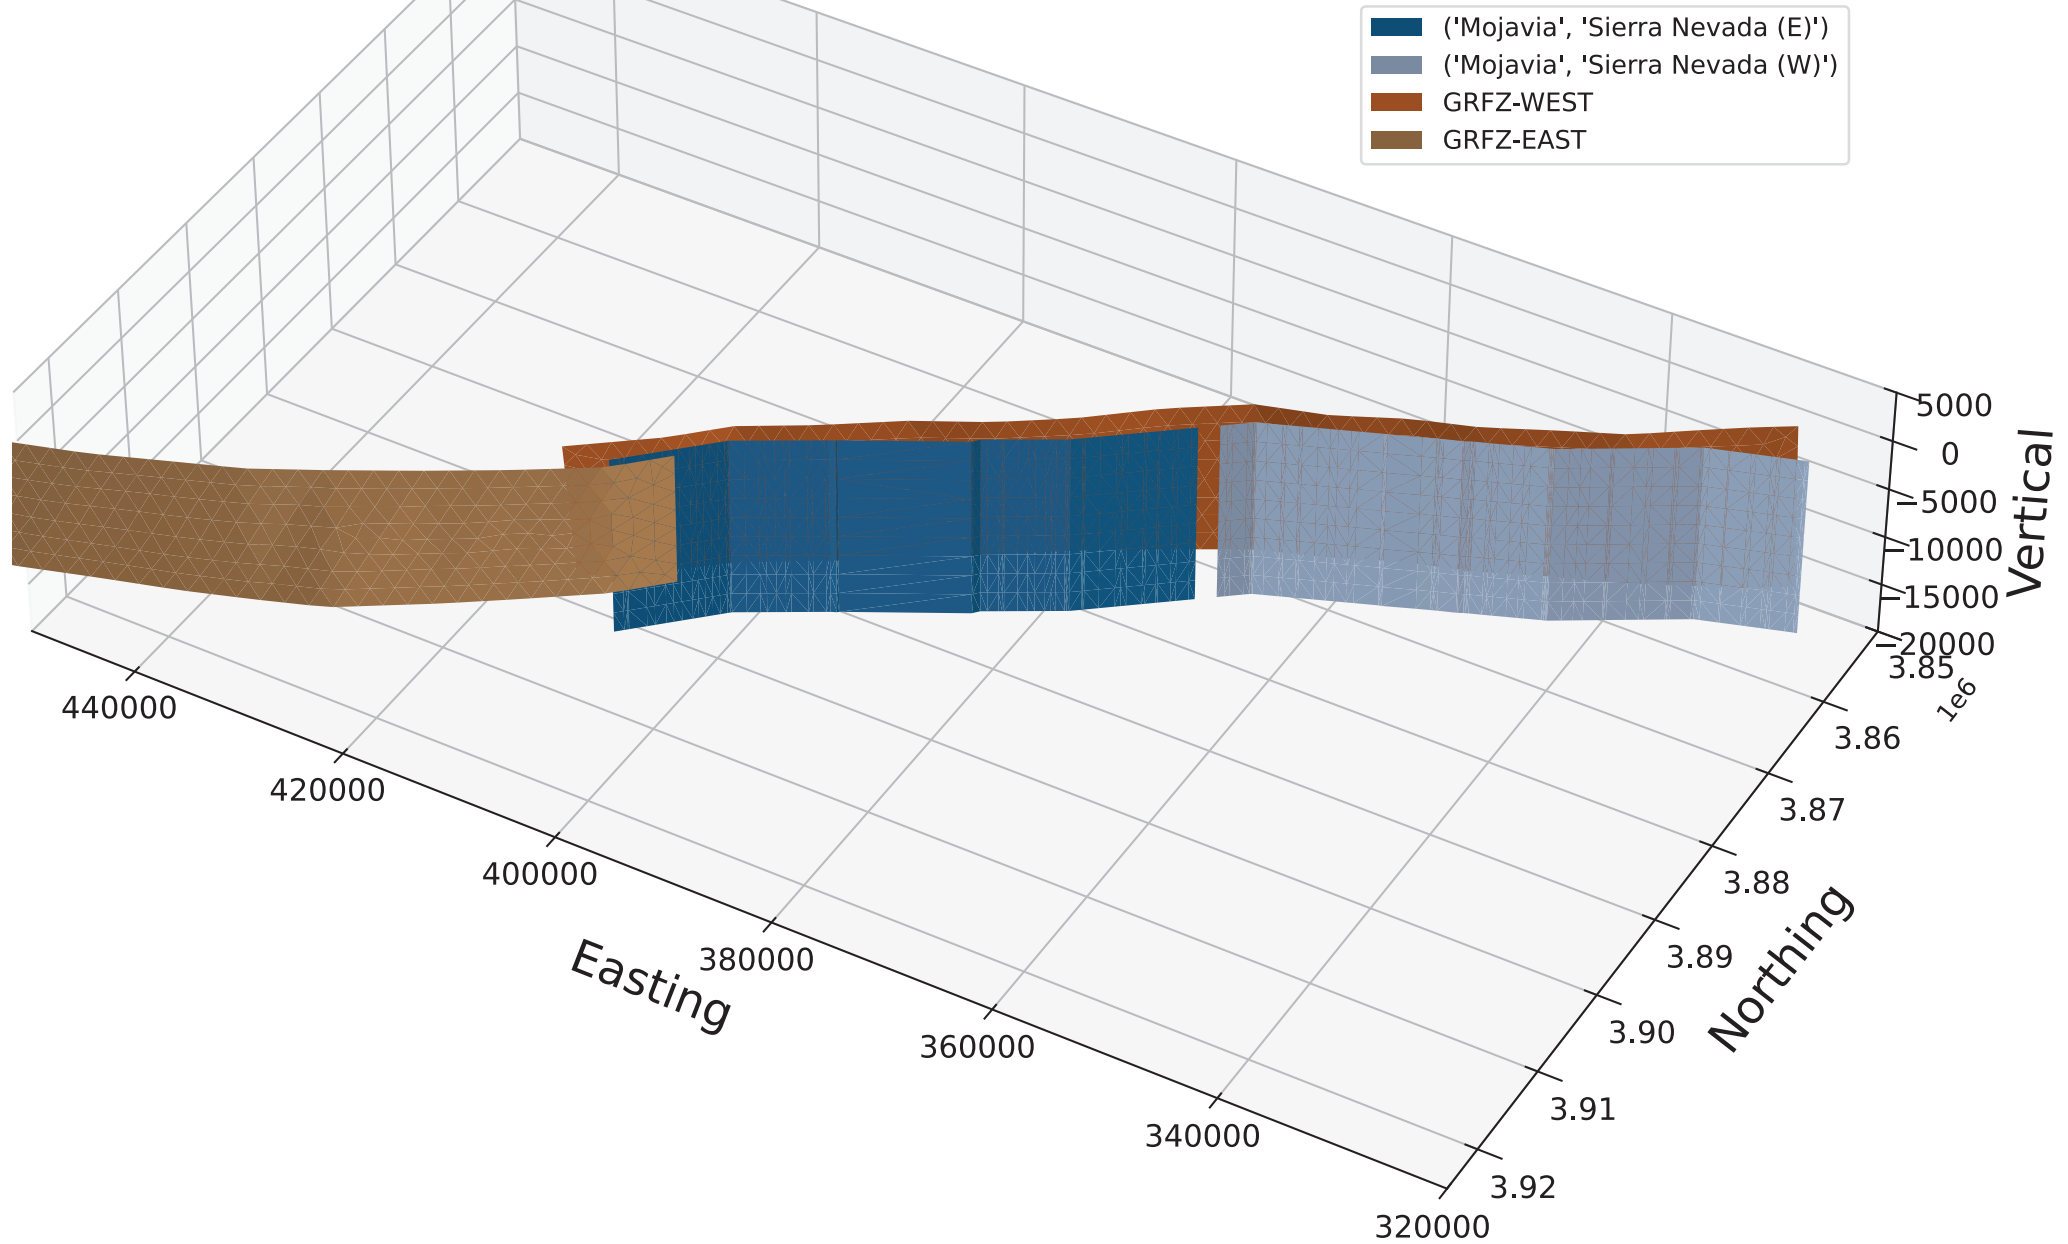 ('Mojavia', 'Sierra Nevada (E)')
('Mojavia', 'Sierra Nevada (W)')
GRFZ-WEST
GRFZ-EAST
5000
0
−5000
−10000
−15000
−20000
Vertical
3.85
1e6
3.86
3.87
3.88
3.89
3.90
3.91
3.92
Northing
440000
420000
400000
380000
360000
340000
320000
Easting